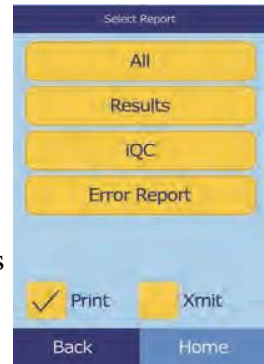 Select Report
All
Results
iQC
Error Report
s
Print Xmit
Back Home